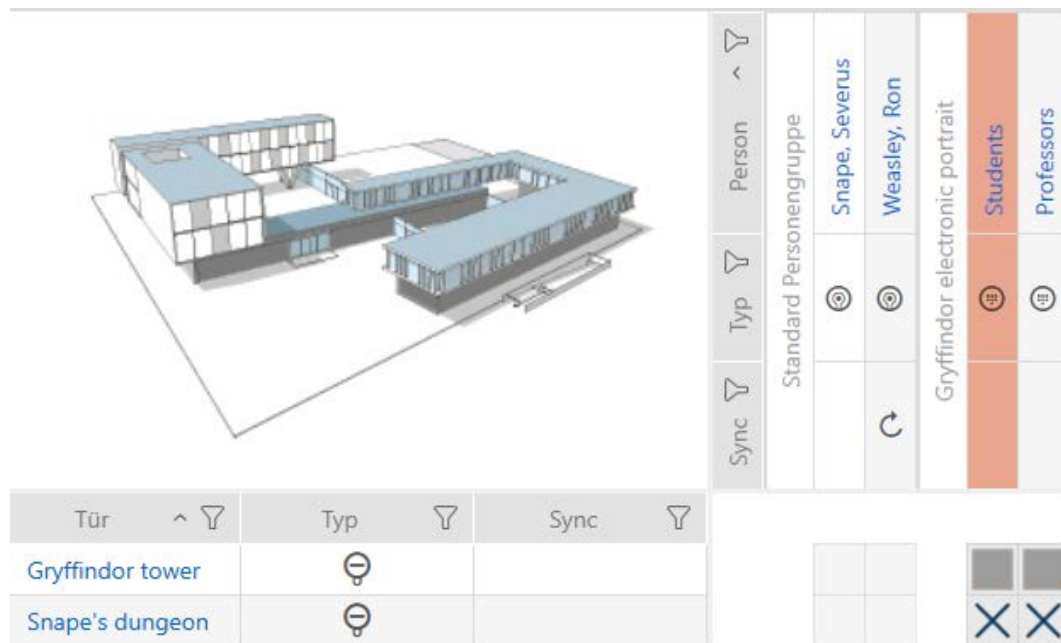 Person
Typ
Sync
Standard Personengruppe
Snape, Severus
Weasley, Ron
Gryffindor electronic portrait
Students
Professors
Tür Typ Sync
Gryffindor tower
Snape's dungeon